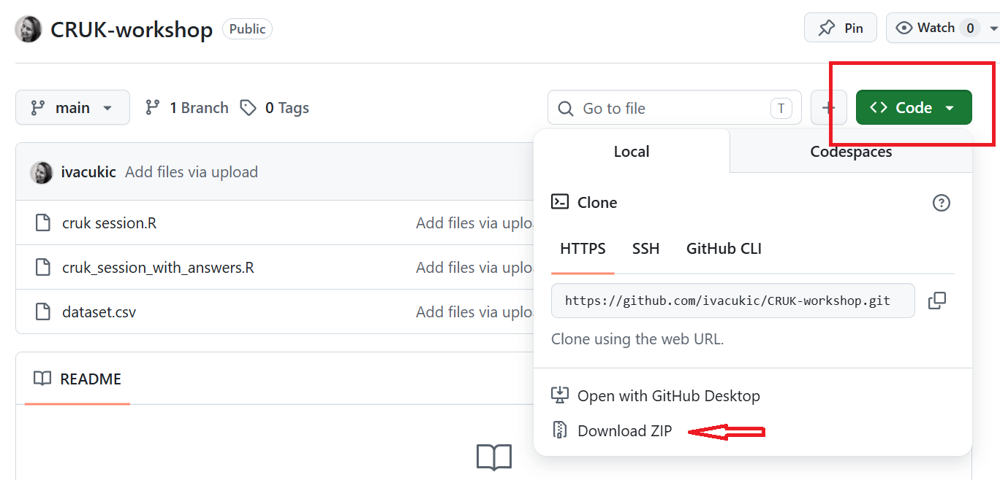 CRUK-workshop Public Pin Watch 0
main 1 Branch 0 Tags Go to file T Code
Local Codespaces
ivacukic Add files via upload
Clone
cruk session.R Add files via uplo
HTTPS SSH GitHub CLI
cruk_session_with_answers.R Add files via uplo
https://github.com/ivacukic/CRUK-workshop.git
dataset.csv Add files via uplo
Clone using the web URL.
README
Open with GitHub Desktop
Download ZIP